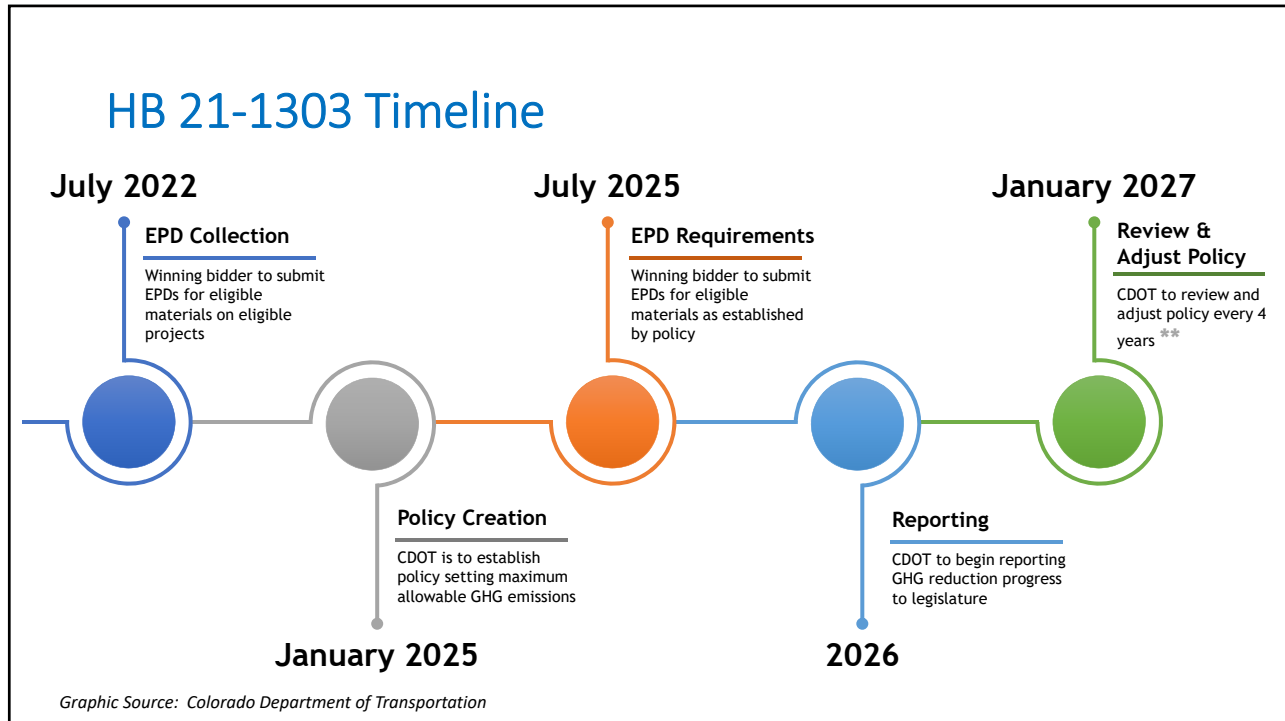 HB 21-1303 Timeline
July 2022
EPD Collection
Winning bidder to submit
EPDs for eligible
materials on eligible
projects
Policy Creation
CDOT is to establish
policy setting maximum
allowable GHG emissions
January 2025
July 2025
EPD Requirements
Winning bidder to submit
EPDs for eligible
materials as established
by policy
Reporting
CDOT to begin reporting
GHG reduction progress
to legislature
2026
January 2027
Review &
Adjust Policy
CDOT to review and
adjust policy every 4
years **
Graphic Source: Colorado Department of Transportation